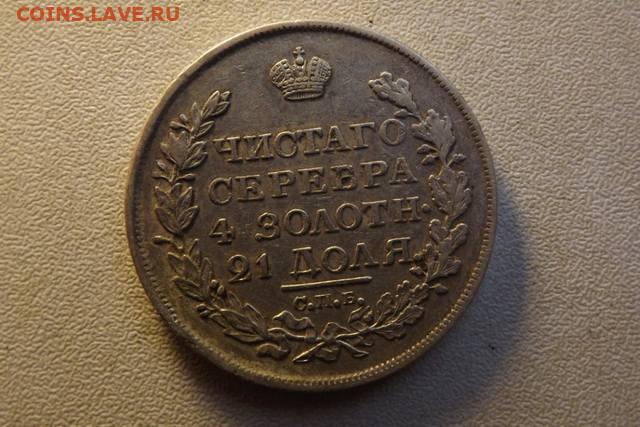 COINS.LAVE.RU
ЧИСТАГО
СЕРЕБРА
4 ЗОЛОТН.
21 ДОЛЯ
С.П.Б.